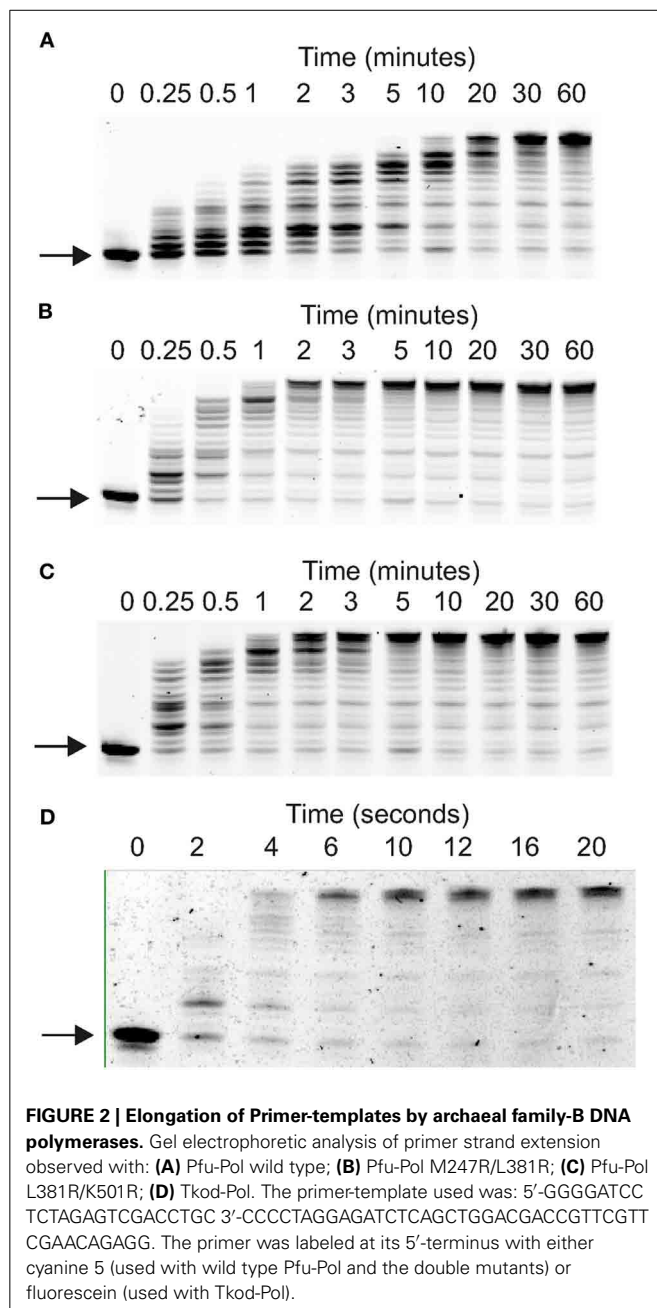 A
Time (minutes)
0 0.25 0.5 1 2 3 5 10 20 30 60
B
Time (minutes)
0 0.25 0.5 1 2 3 5 10 20 30 60
C
Time (minutes)
0 0.25 0.5 1 2 3 5 10 20 30 60
D
Time (seconds)
0 2 4 6 10 12 16 20
FIGURE 2 | Elongation of Primer-templates by archaeal family-B DNA
polymerases. Gel electrophoretic analysis of primer strand extension
observed with: (A) Pfu-Pol wild type; (B) Pfu-Pol M247R/L381R; (C) Pfu-Pol
L381R/K501R; (D) Tkod-Pol. The primer-template used was: 5′-GGGGATCC
TCTAGAGTCGACCTGC 3′-CCCCTAGGAGATCTCAGCTGGACGACCGTTCGTT
CGAACAGAGG. The primer was labeled at its 5′-terminus with either
cyanine 5 (used with wild type Pfu-Pol and the double mutants) or
fluorescein (used with Tkod-Pol).